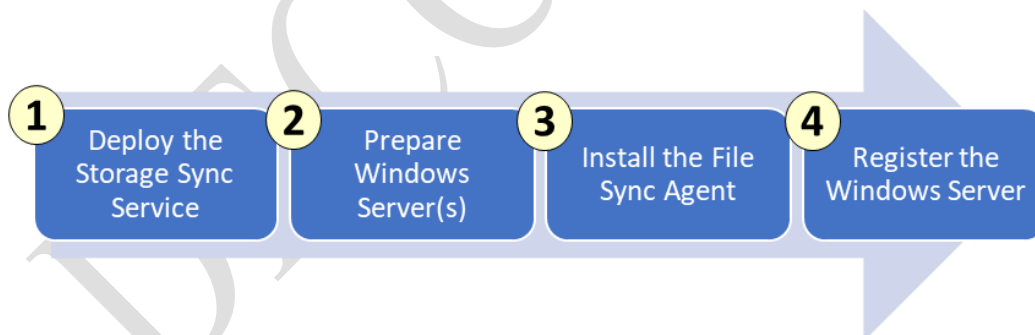 1
Deploy the
Storage Sync
Service
2
Prepare
Windows
Server(s)
3
Install the File
Sync Agent
4
Register the
Windows Server